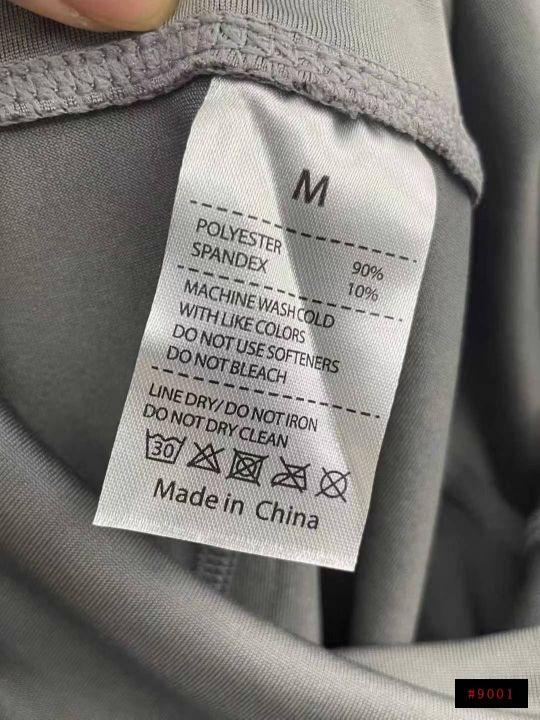 M
POLYESTER 90%
SPANDEX 10%
MACHINE WASH COLD
WITH LIKE COLORS
DO NOT USE SOFTENERS
DO NOT BLEACH
LINE DRY/ DO NOT IRON
DO NOT DRY CLEAN
30
Made in China
#9001